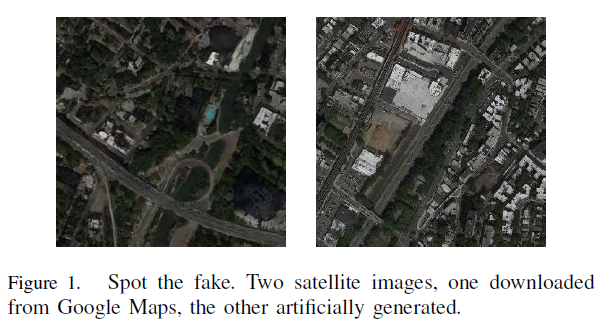 Figure 1. Spot the fake. Two satellite images, one downloaded
from Google Maps, the other artificially generated.